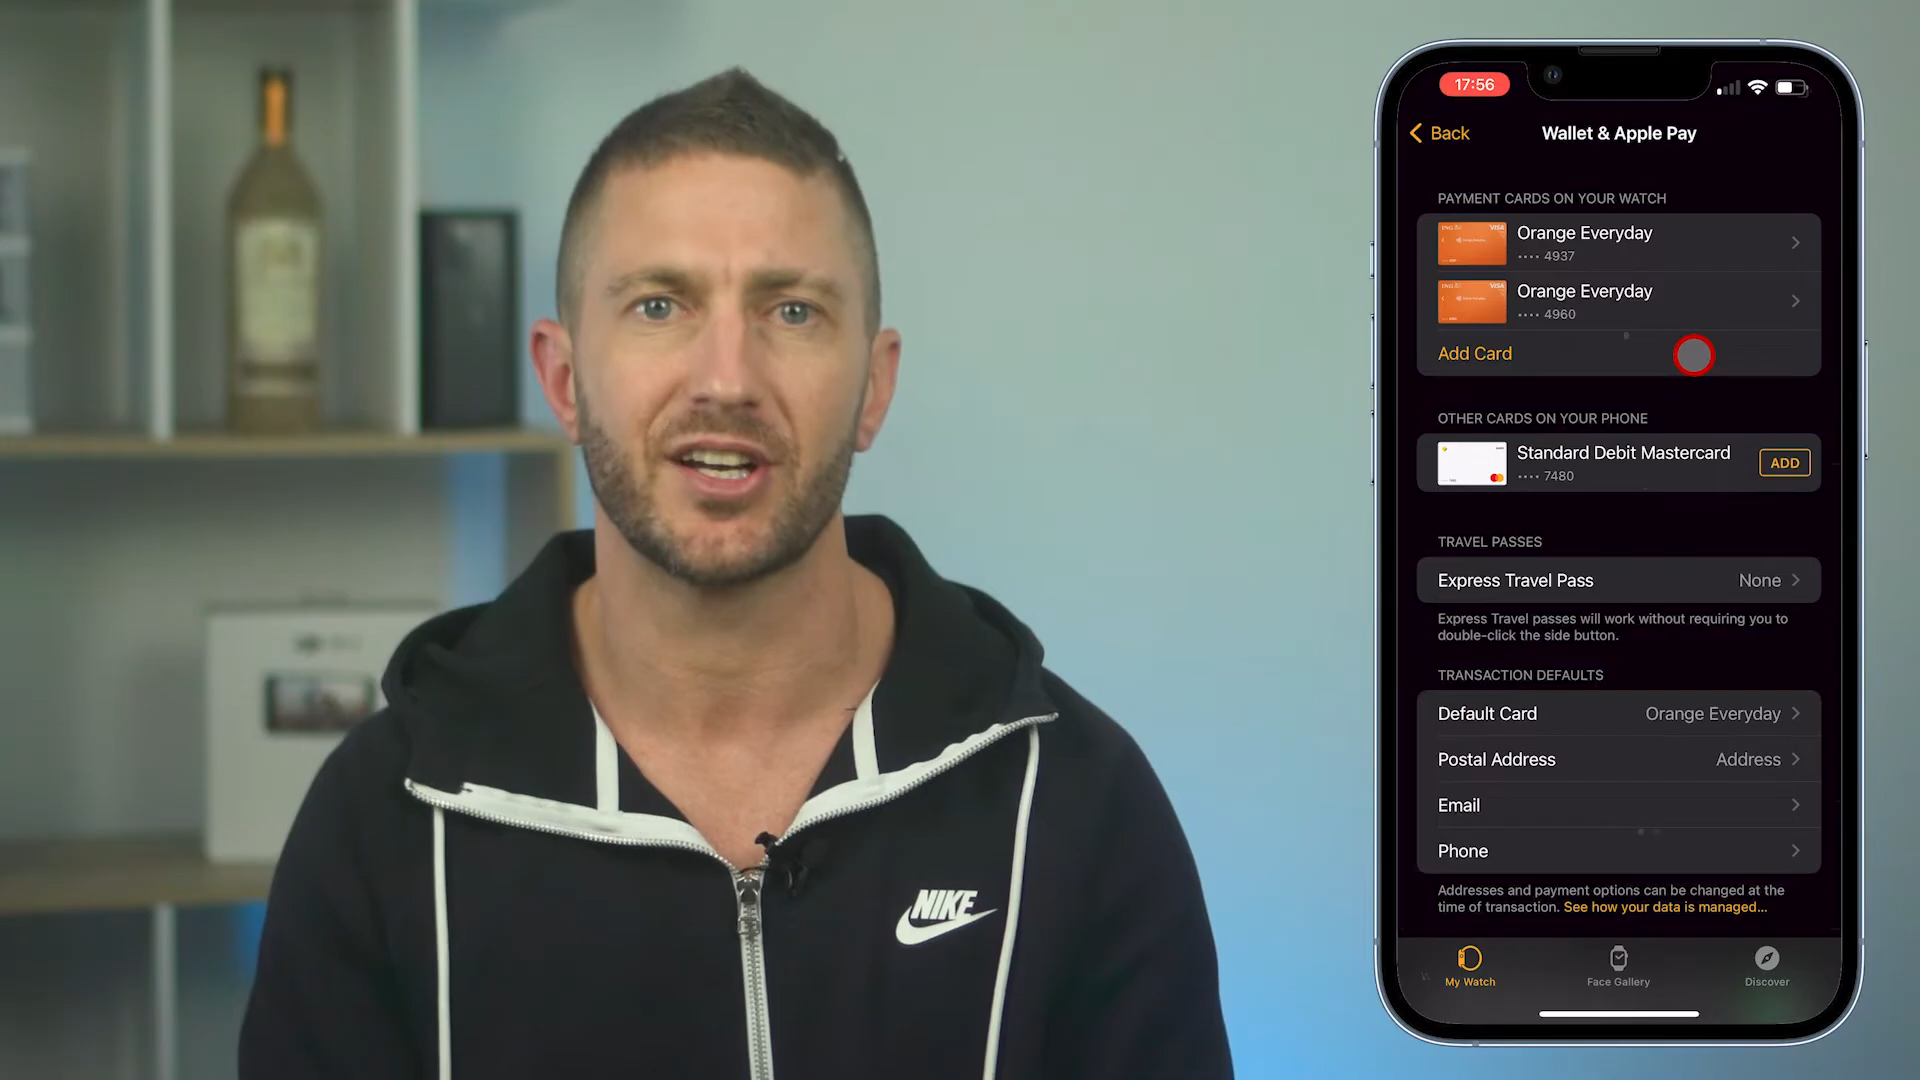 17:56
Back
Wallet & Apple Pay
PAYMENT CARDS ON YOUR WATCH
VISA
Orange Everyday
•••• 4937
VISA
Orange Everyday
•••• 4960
Add Card
OTHER CARDS ON YOUR PHONE
Standard Debit Mastercard
•••• 7480
ADD
TRAVEL PASSES
Express Travel Pass
None
Express Travel passes will work without requiring you to
double-click the side button.
TRANSACTION DEFAULTS
Default Card
Orange Everyday
Postal Address
Address
Email
Phone
Addresses and payment options can be changed at the
time of transaction. See how your data is managed...
My Watch
Face Gallery
Discover
NIKE